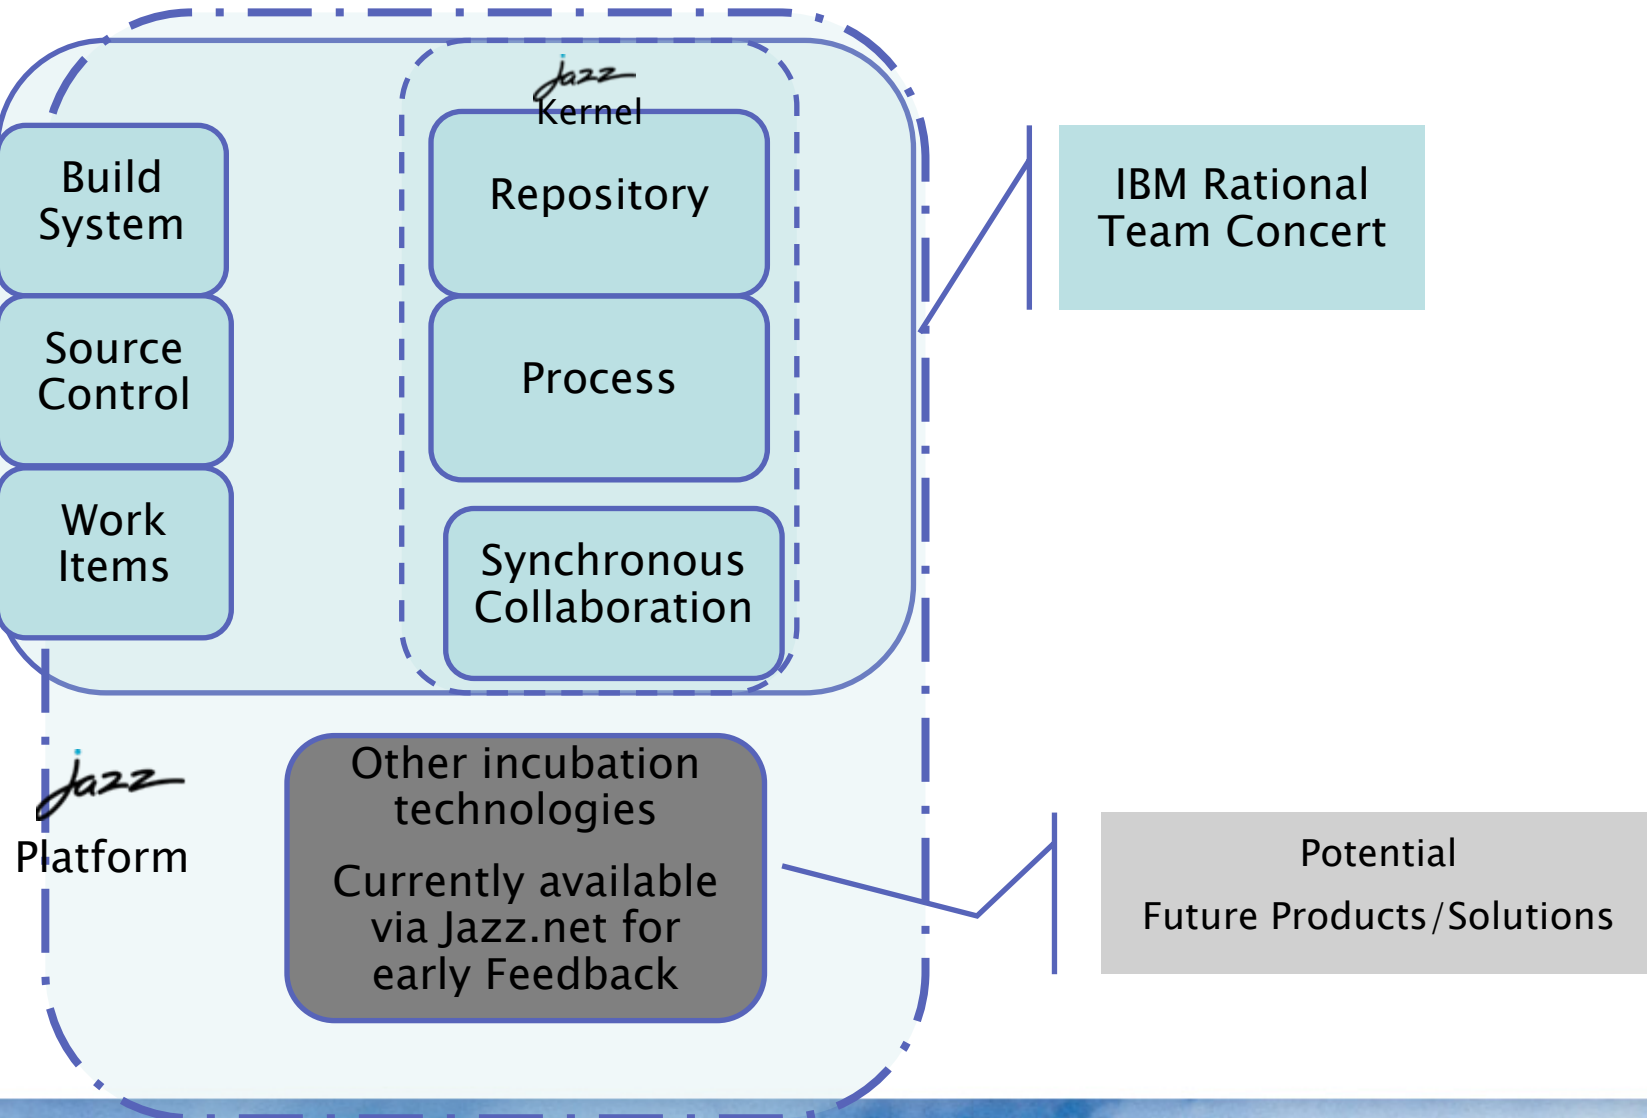 jazz
Kernel
Build
System
Repository
IBM Rational
Team Concert
Source
Control
Process
Work
Items
Synchronous
Collaboration
jazz
Platform
Other incubation
technologies
Currently available
via Jazz.net for
early Feedback
Potential
Future Products/Solutions